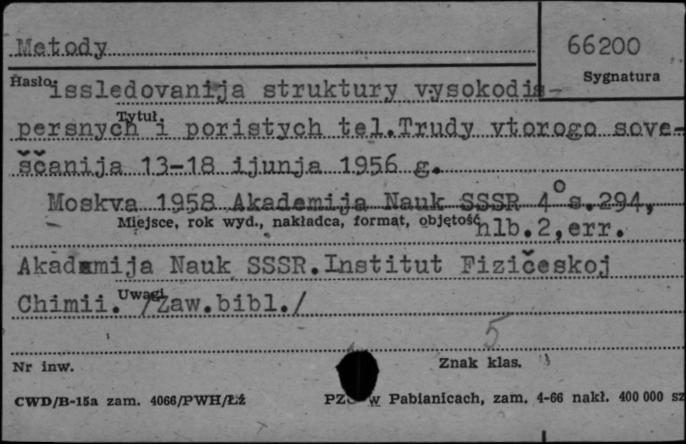 Metody 66200
Hasło Sygnatura
issledovanija struktury vysokodis-
Tytuł
persnych i poristych tel.Trudy vtorogo sove-
ščanija 13-18 ijunja 1956 g.
Moskva 1958 Akademija Nauk SSSR 4° s.294,
Miejsce, rok wyd., nakładca, format, objętość
nlb.2,err.
Akademija Nauk SSSR.Institut Fizičeskoj
Uwagi
Chimii. /Zaw.bibl./
5
Nr inw. Znak klas.
CWD/B-15a zam. 4066/PWH/Łź PZG w Pabianicach, zam. 4-66 nakł. 400 000 sz